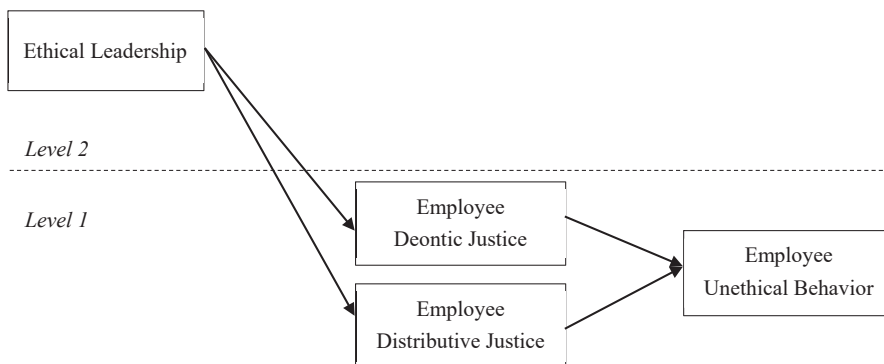 Ethical Leadership
Level 2
Level 1
Employee
Deontic Justice
Employee
Unethical Behavior
Employee
Distributive Justice